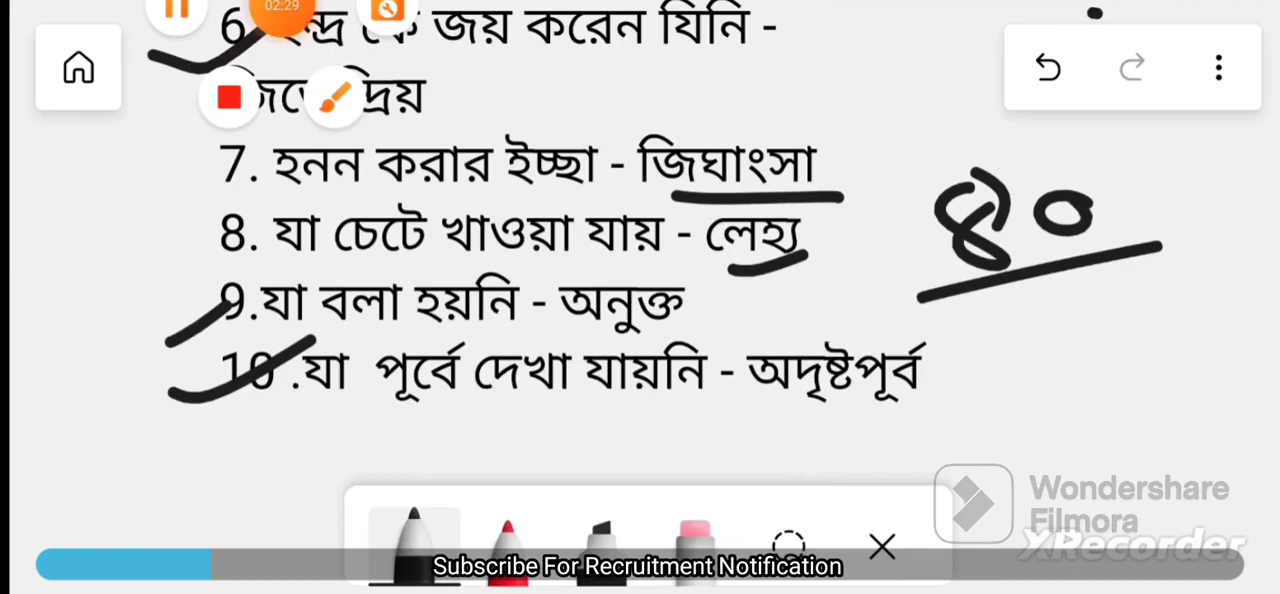 02:29
6 কে জয় করেন যিনি -
7. হনন করার ইচ্ছা - জিঘাংসা
8. যা চেটে খাওয়া যায় - লেহ্য
9.যা বলা হয়নি - অনুক্ত
10 .যা পূর্বে দেখা যায়নি - অদৃষ্টপূর্ব
৪০
Wondershare
Filmora
XRecorder
Subscribe For Recruitment Notification